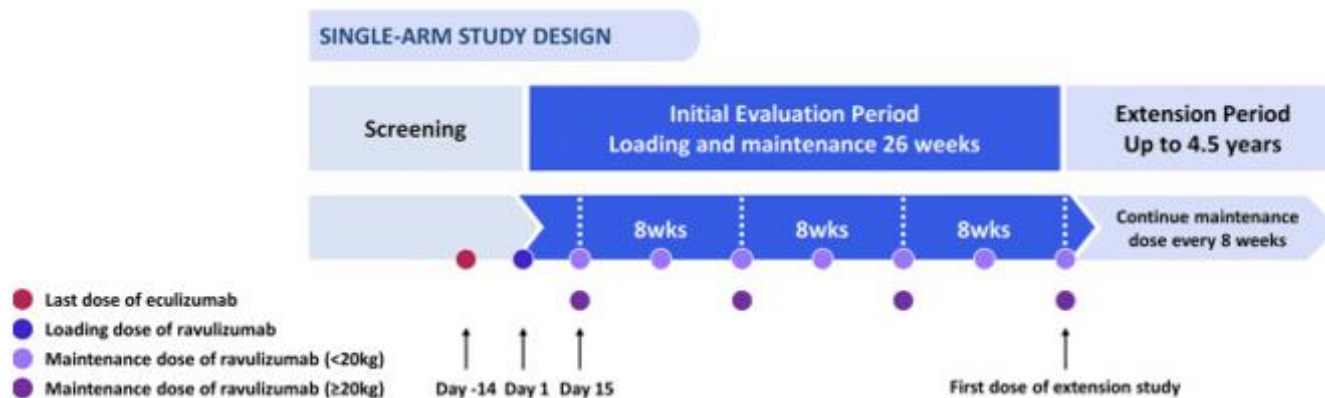 SINGLE-ARM STUDY DESIGN
Screening
Initial Evaluation Period
Loading and maintenance 26 weeks
Extension Period
Up to 4.5 years
8wks
8wks
8wks
Continue maintenance
dose every 8 weeks
Last dose of eculizumab
Loading dose of ravulizumab
Maintenance dose of ravulizumab (<20kg)
Maintenance dose of ravulizumab (≥20kg)
Day -14
Day 1
Day 15
First dose of extension study